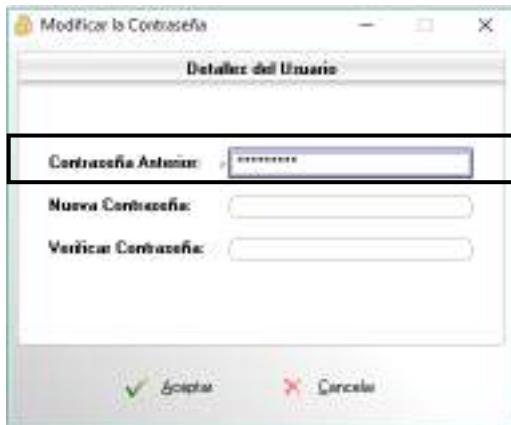 Modificar la Contraseña
Detalles del Usuario
Contraseña Anterior: *********
Nueva Contraseña:
Verificar Contraseña:
Aceptar Cancelar